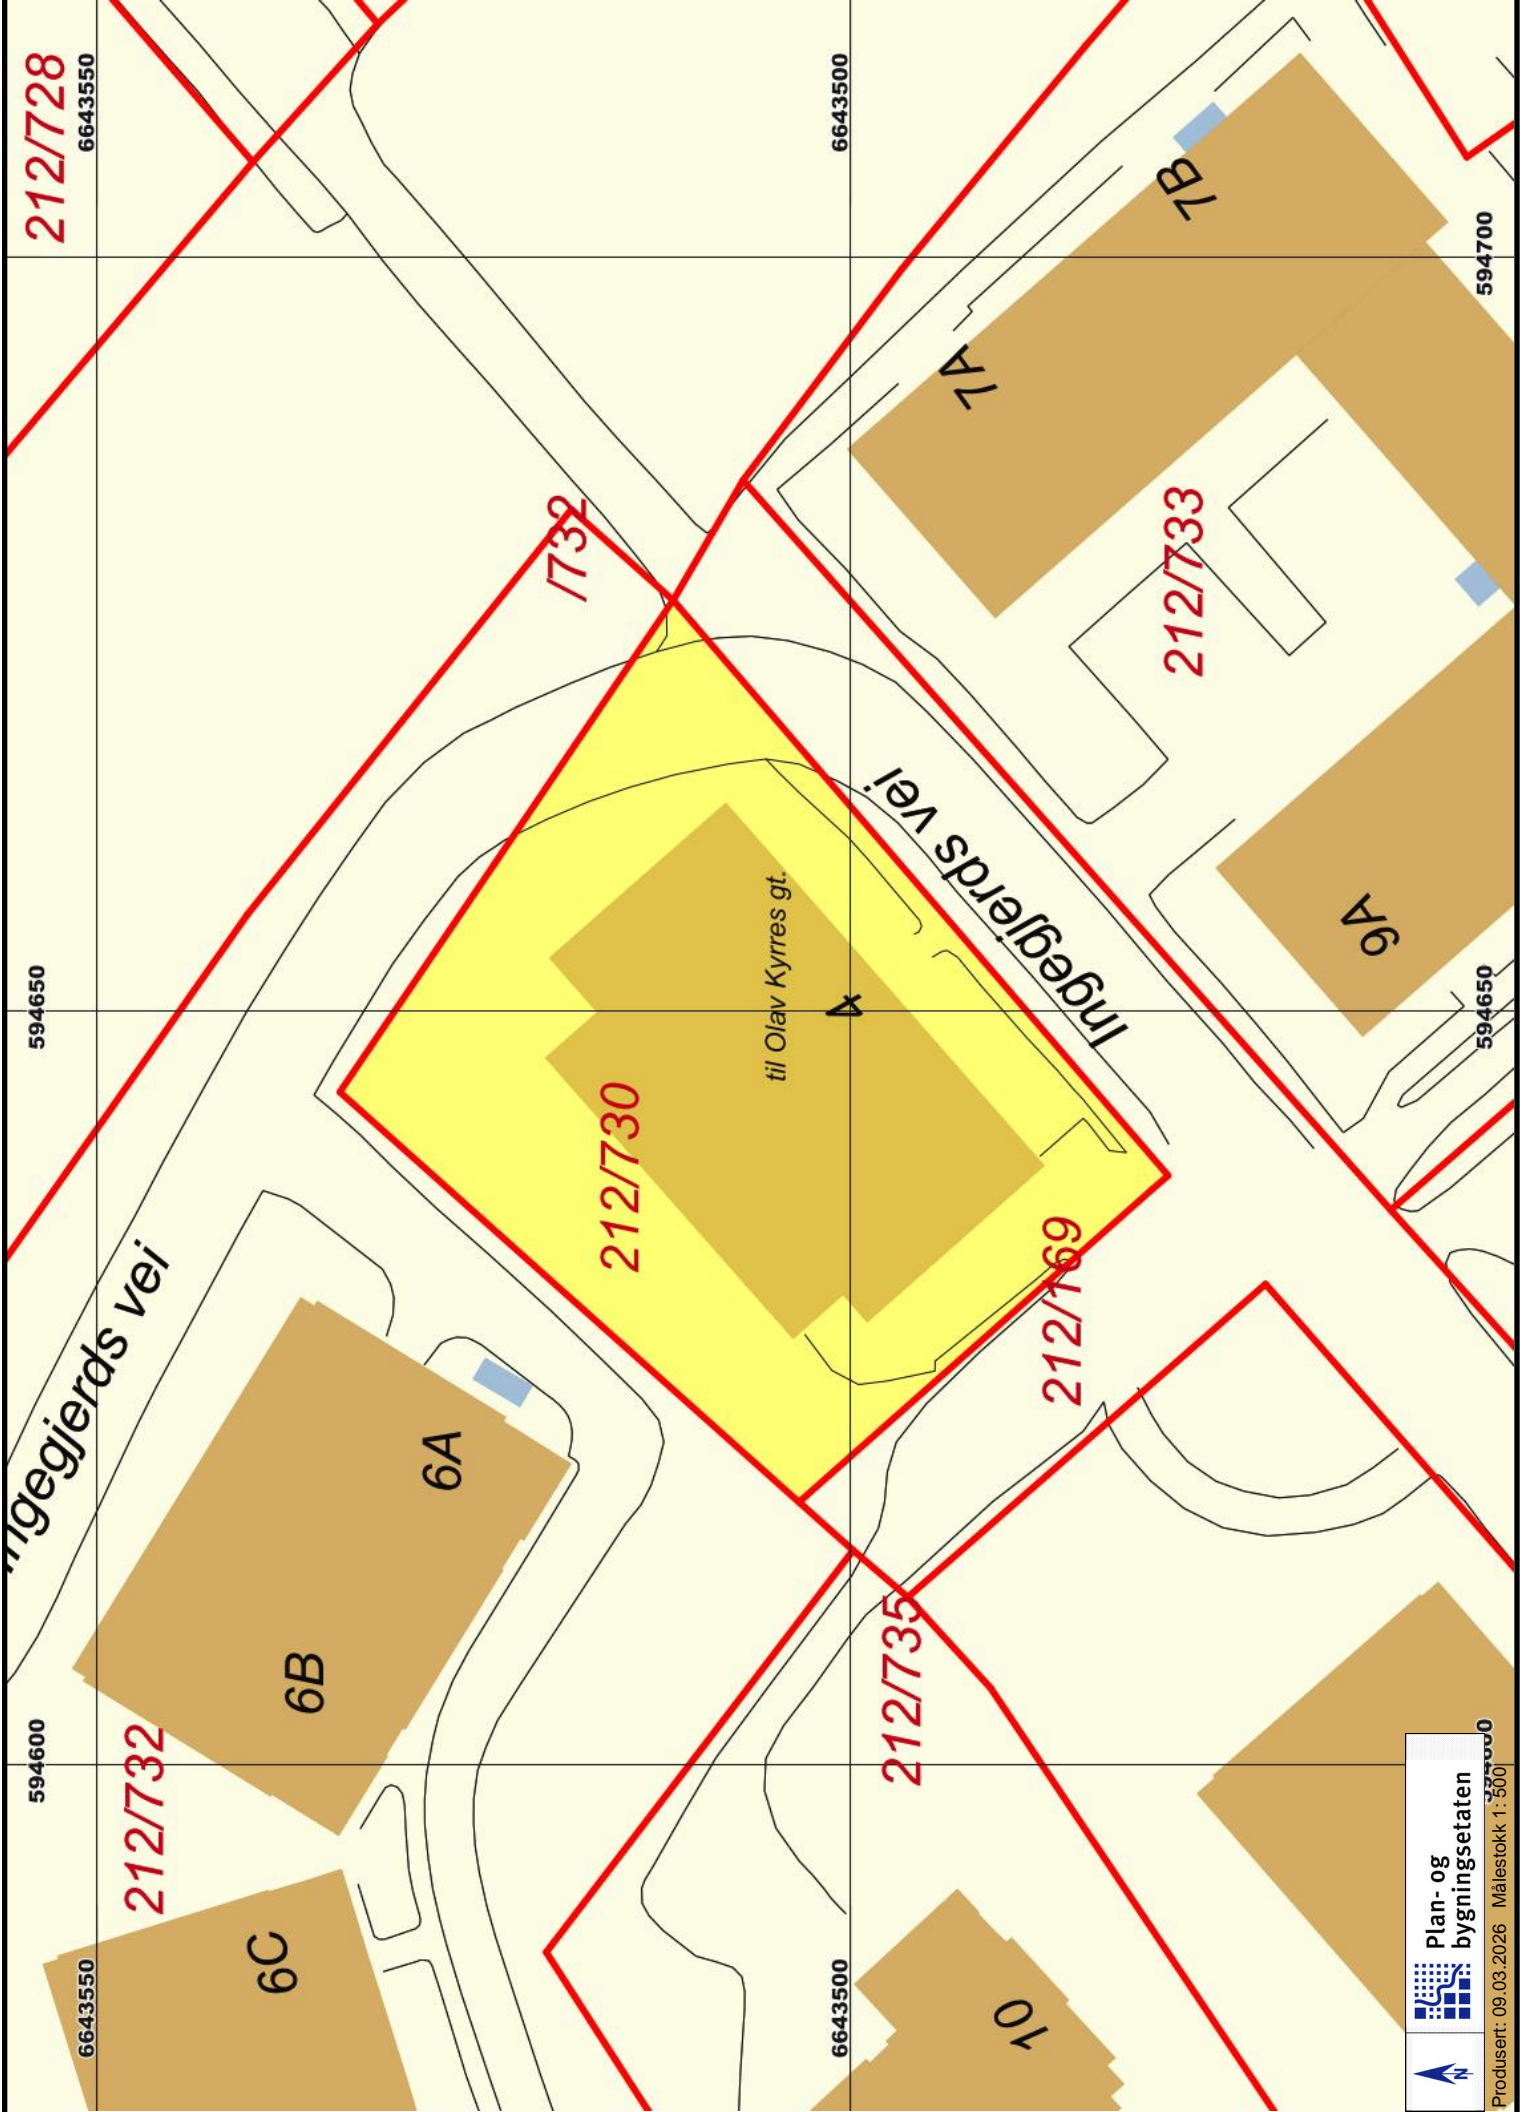 212/728
6643550
6643500
594700
7B
7A
/732
212/733
Ingegjerds vei
9A
594650
594650
til Olav Kyrres gt.
4
212/730
212/169
Ingegjerds vei
6A
6B
212/735
594600
594600
212/732
6C
6643550
6643500
10
Plan- og
bygningsetaten
N
Produsert: 09.03.2026 Målestokk 1: 500